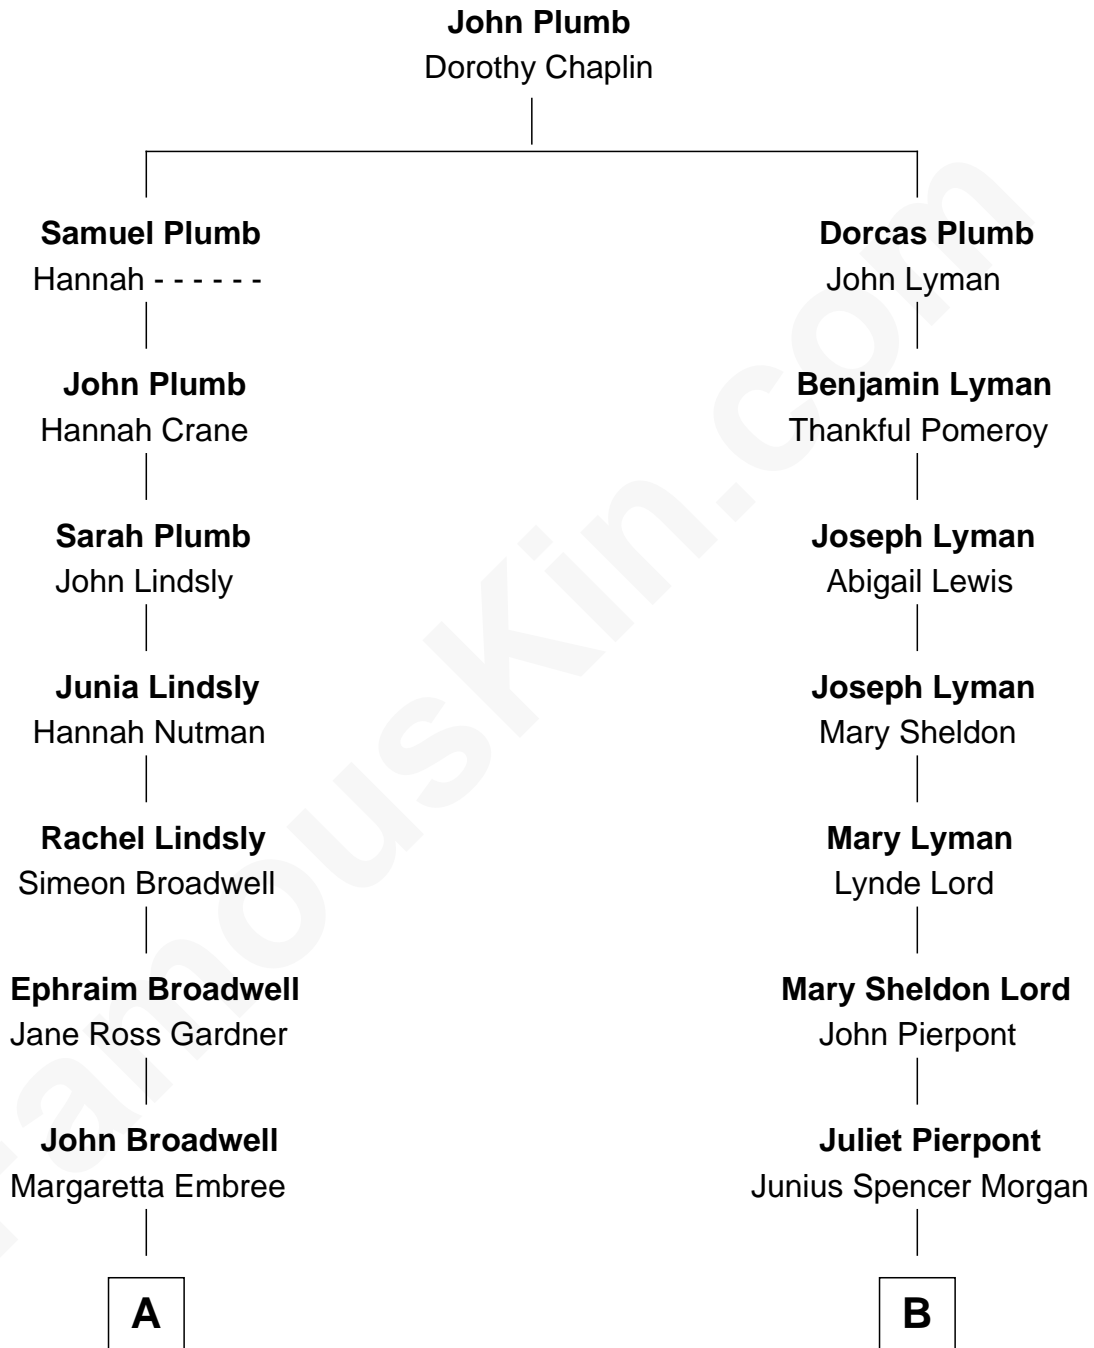 John Plumb
Dorothy Chaplin
Samuel Plumb
Hannah - - - - - -
Dorcas Plumb
John Lyman
John Plumb
Hannah Crane
Benjamin Lyman
Thankful Pomeroy
Sarah Plumb
John Lindsly
Joseph Lyman
Abigail Lewis
Junia Lindsly
Hannah Nutman
Joseph Lyman
Mary Sheldon
Rachel Lindsly
Simeon Broadwell
Mary Lyman
Lynde Lord
Ephraim Broadwell
Jane Ross Gardner
Mary Sheldon Lord
John Pierpont
John Broadwell
Margaretta Embree
Juliet Pierpont
Junius Spencer Morgan
A
B
FamousKin.com